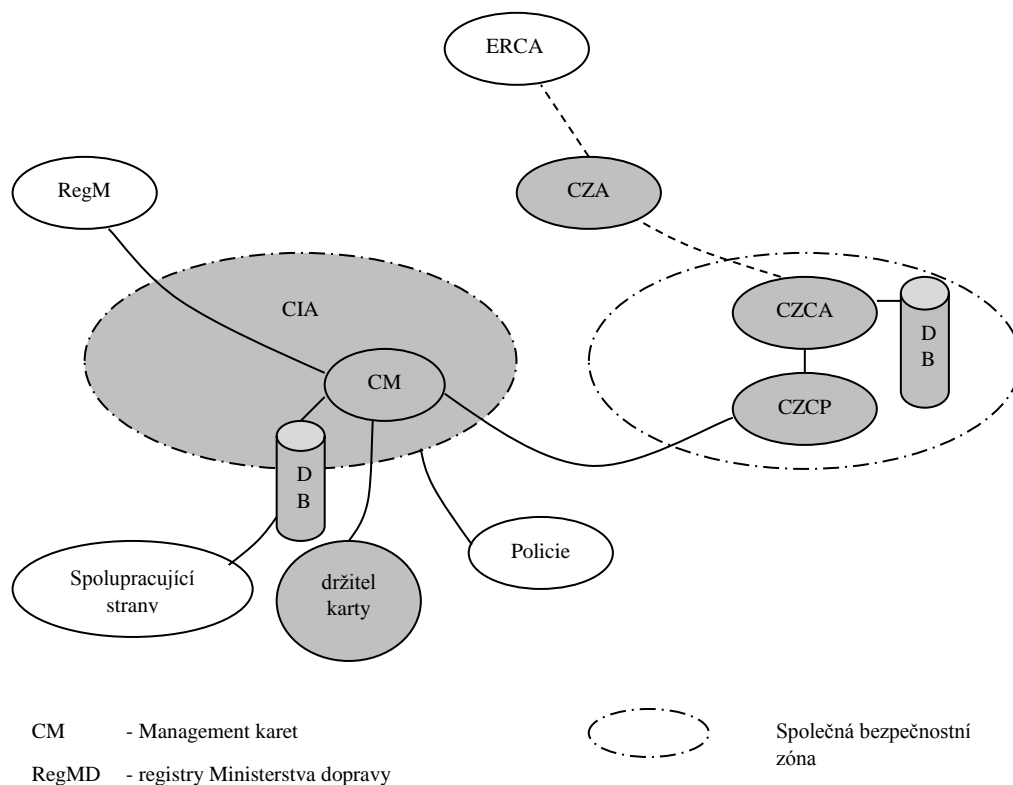 ERCA
CZA
RegM
CIA
CZCA
D
B
CM
CZCP
D
B
Policie
Spolupracující
strany
držitel
karty
CM - Management karet
RegMD - registry Ministerstva dopravy
Společná bezpečnostní
zóna